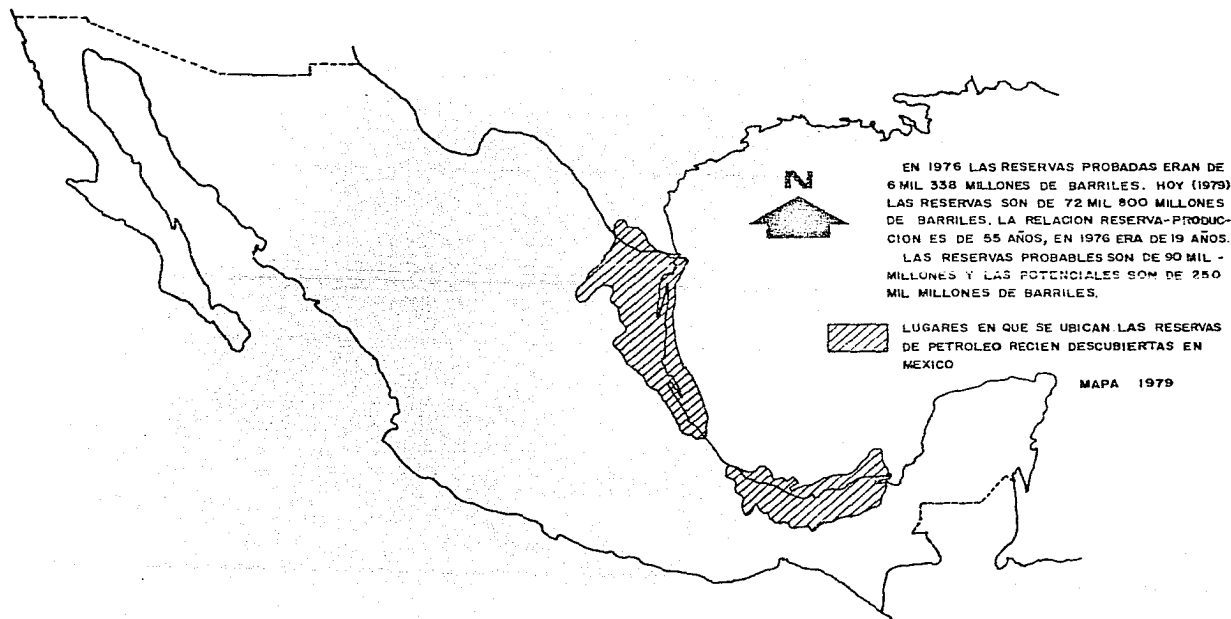 N
EN 1976 LAS RESERVAS PROBADAS ERAN DE
6 MIL 338 MILLONES DE BARRILES. HOY (1979)
LAS RESERVAS SON DE 72 MIL 800 MILLONES
DE BARRILES. LA RELACION RESERVA-PRODUC-
CION ES DE 55 AÑOS, EN 1976 ERA DE 19 AÑOS.
LAS RESERVAS PROBABLES SON DE 90 MIL -
MILLONES Y LAS POTENCIALES SON DE 250
MIL MILLONES DE BARRILES.
LUGARES EN QUE SE UBICAN LAS RESERVAS
DE PETROLEO RECIEN DESCUBIERTAS EN
MEXICO
MAPA 1979